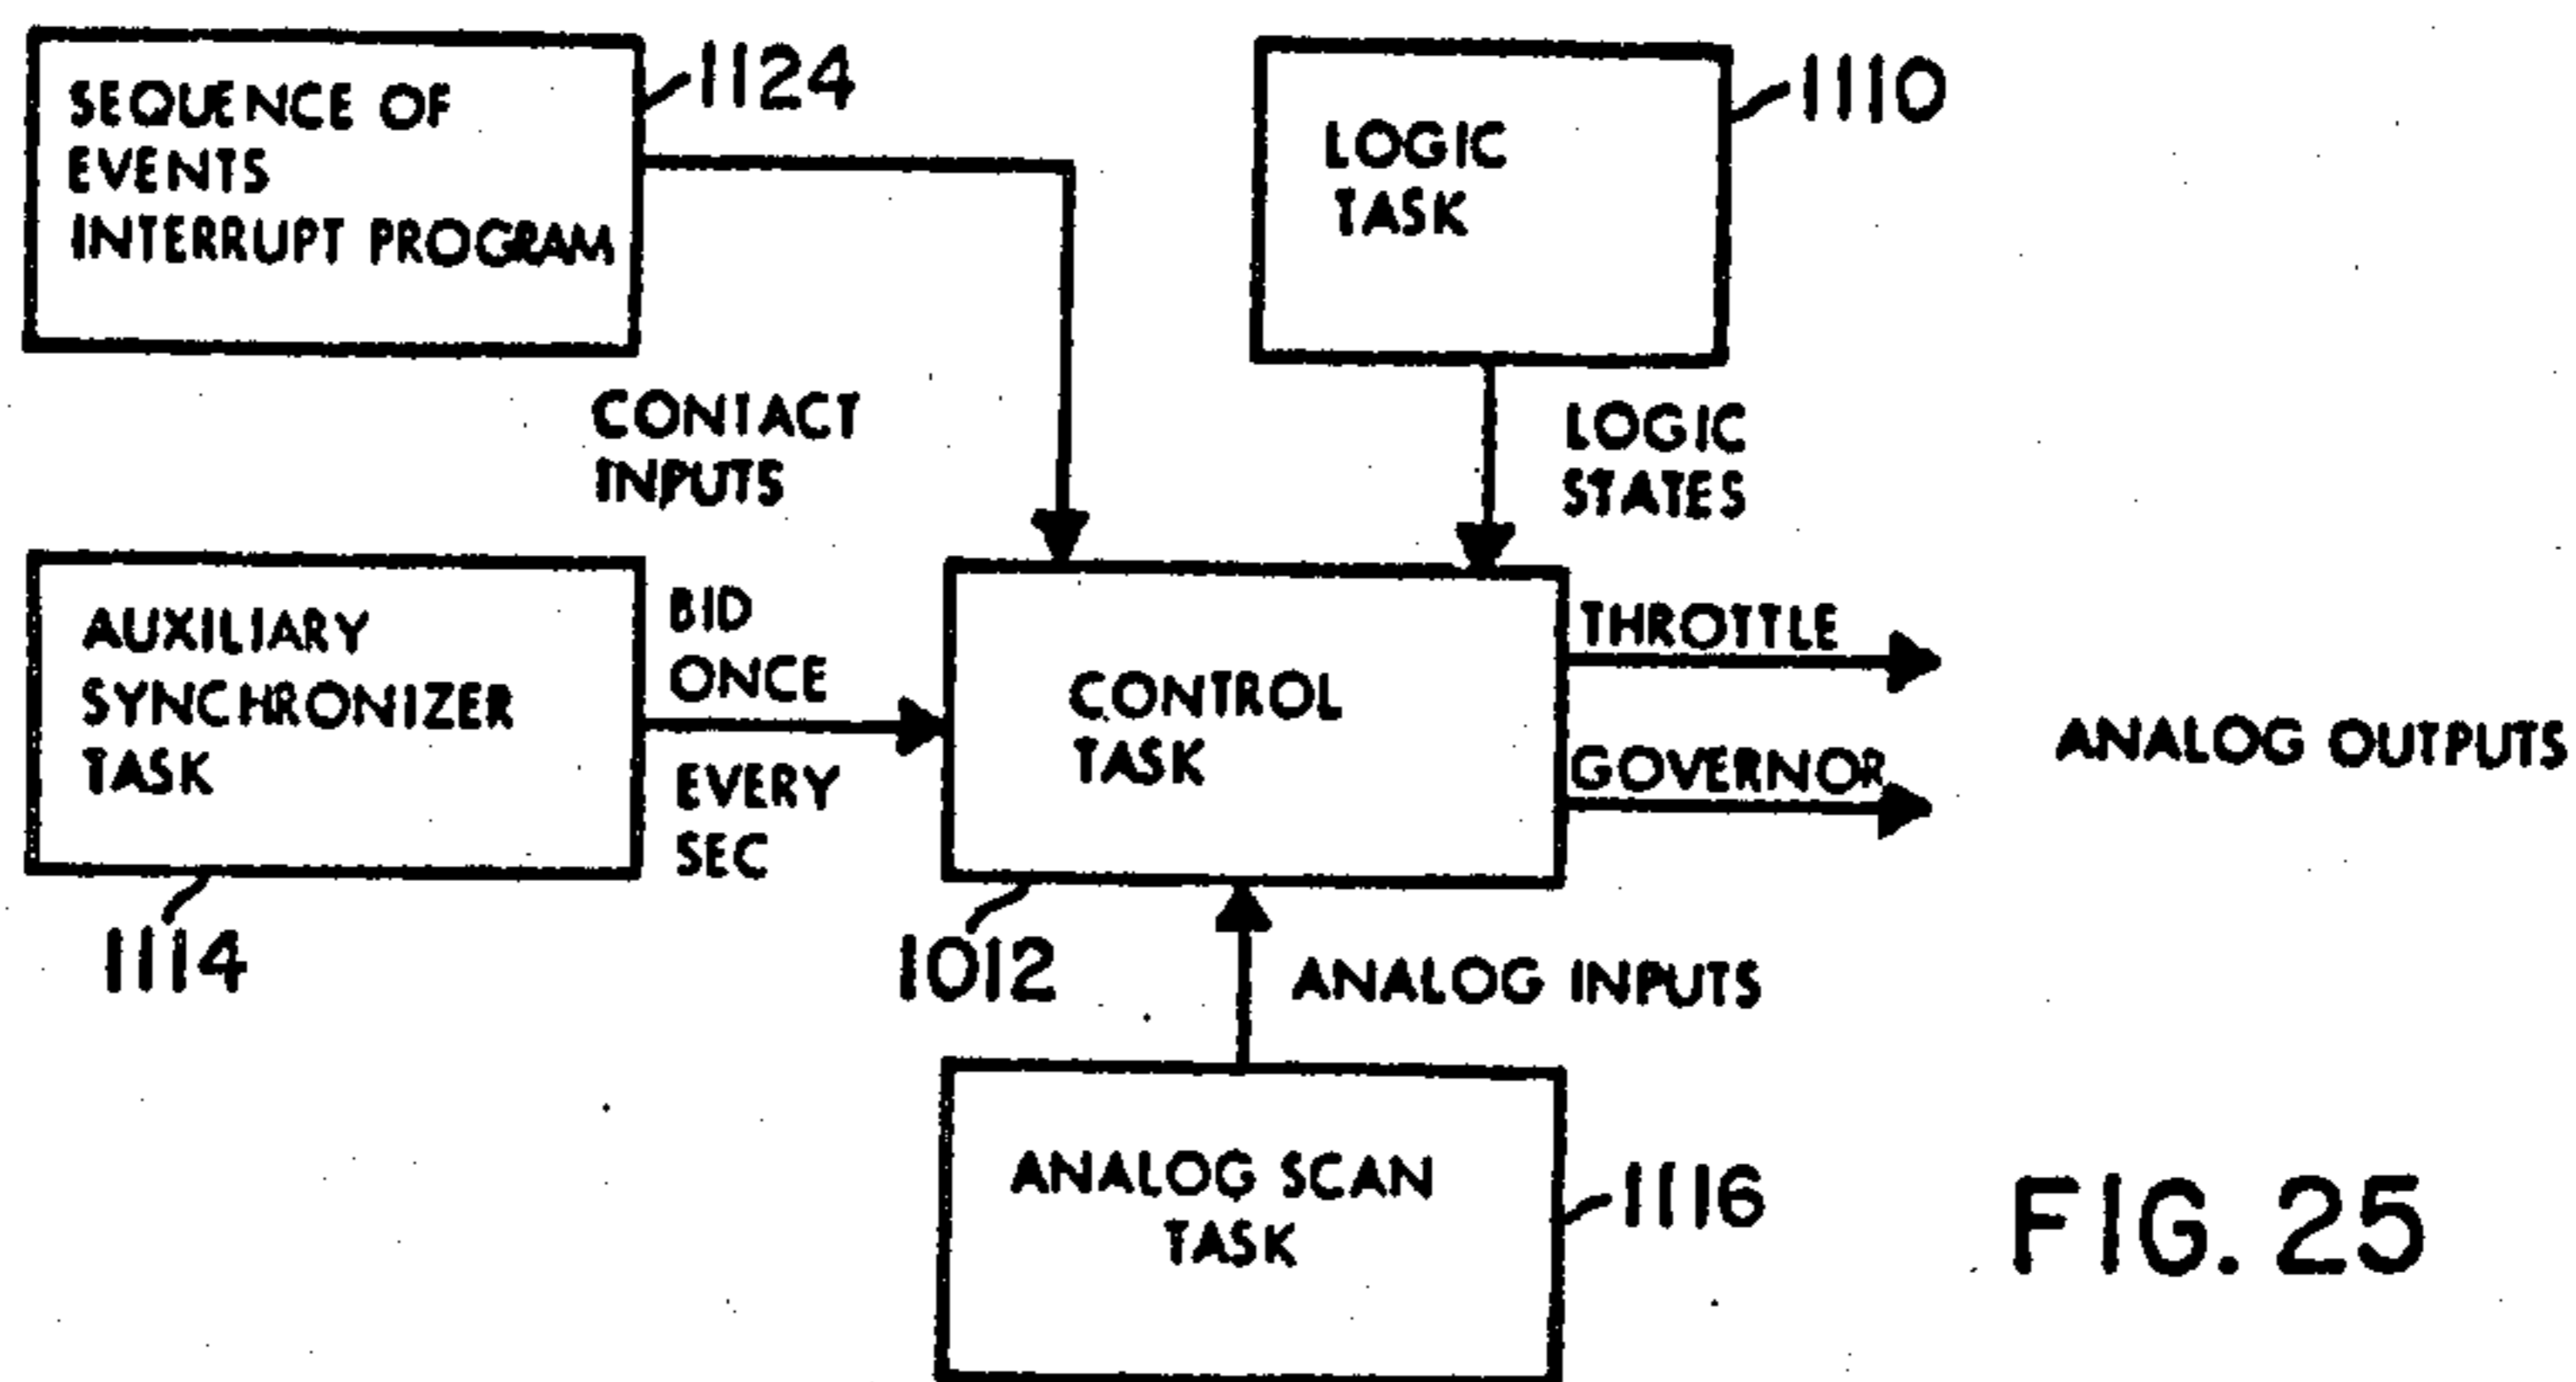 SEQUENCE OF
EVENTS
INTERRUPT PROGRAM
1124
LOGIC
TASK
1110
CONTACT
INPUTS
LOGIC
STATES
AUXILIARY
SYNCHRONIZER
TASK
1114
BID
ONCE
EVERY
SEC
CONTROL
TASK
1012
THROTTLE
GOVERNOR
ANALOG OUTPUTS
ANALOG INPUTS
ANALOG SCAN
TASK
1116
FIG. 25